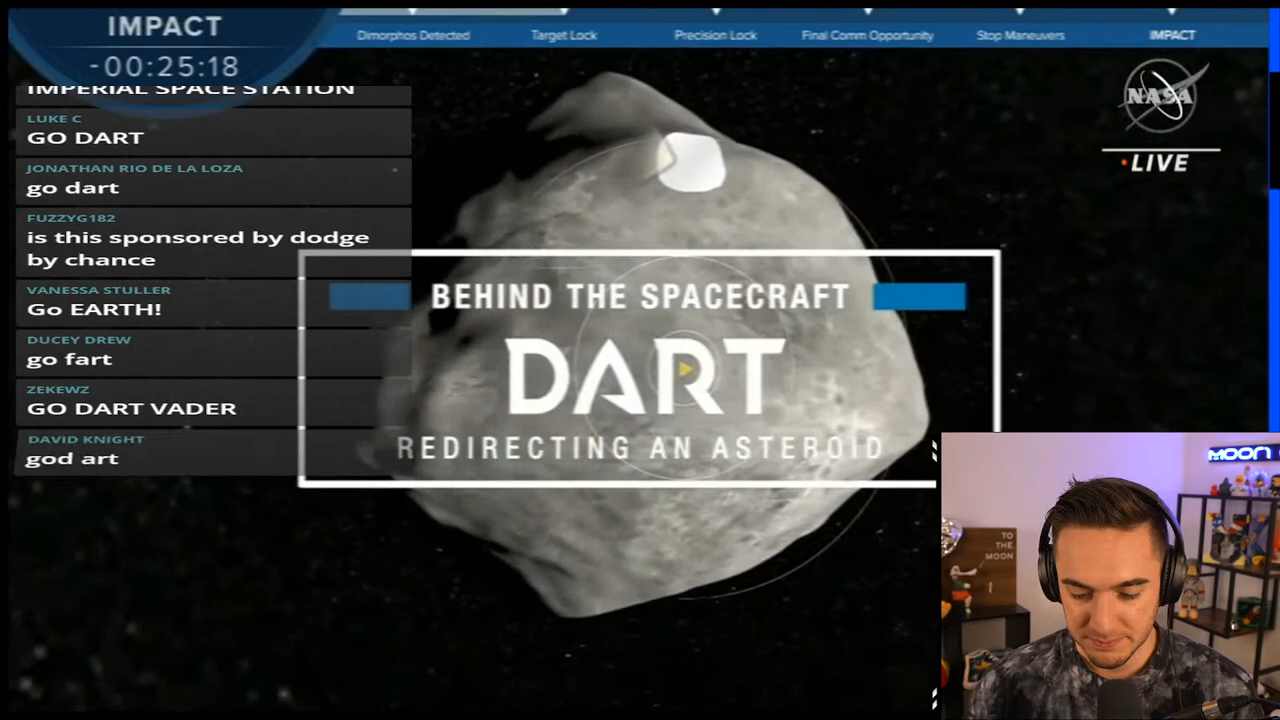 IMPACT
-00:25:18
Dimorphos Detected
Target Lock
Precision Lock
Final Comm Opportunity
Stop Maneuvers
IMPACT
IMPERIAL SPACE STATION
LUKE C
GO DART
JONATHAN RIO DE LA LOZA
go dart
FUZZYG182
is this sponsored by dodge
by chance
VANESSA STULLER
Go EARTH!
DUCEY DREW
go fart
ZEKEWZ
GO DART VADER
DAVID KNIGHT
god art
NASA
LIVE
BEHIND THE SPACECRAFT
DART
REDIRECTING AN ASTEROID
MOON
TO
THE
MOON